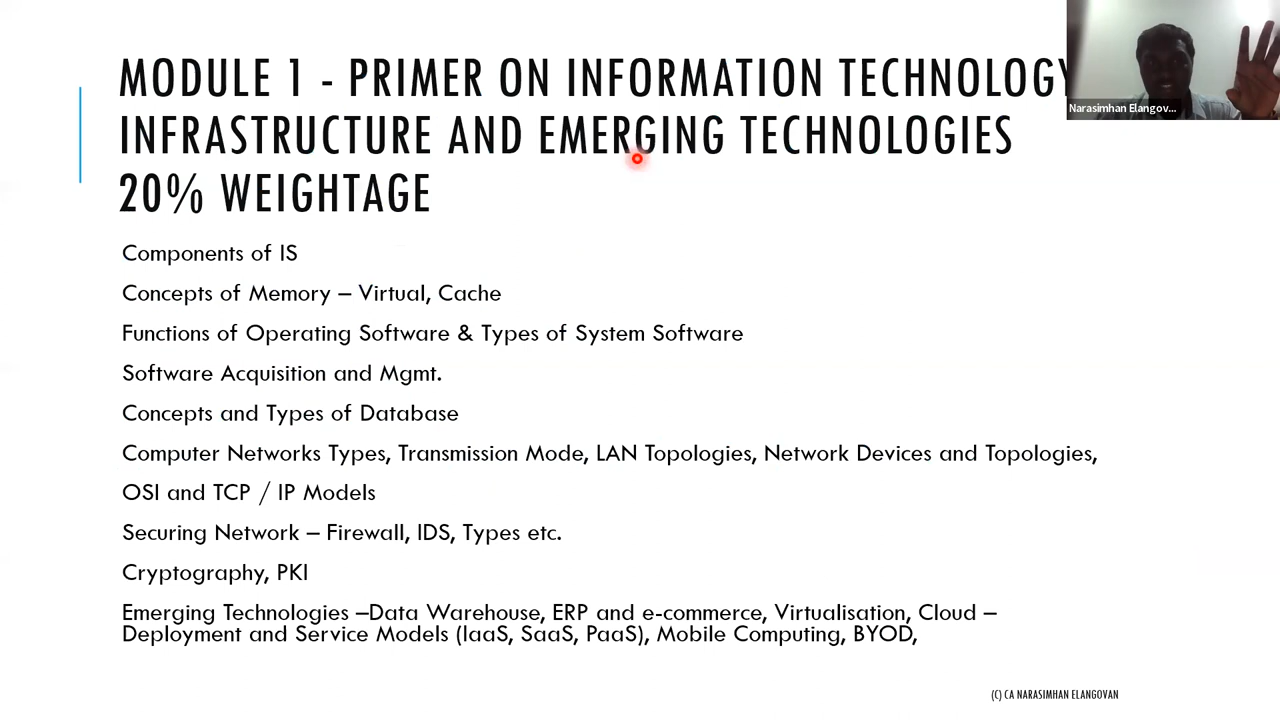 MODULE 1 - PRIMER ON INFORMATION TECHNOLOGY
INFRASTRUCTURE AND EMERGING TECHNOLOGIES
20% WEIGHTAGE
Narasimhan Elangov...
Components of IS
Concepts of Memory – Virtual, Cache
Functions of Operating Software & Types of System Software
Software Acquisition and Mgmt.
Concepts and Types of Database
Computer Networks Types, Transmission Mode, LAN Topologies, Network Devices and Topologies,
OSI and TCP / IP Models
Securing Network – Firewall, IDS, Types etc.
Cryptography, PKI
Emerging Technologies –Data Warehouse, ERP and e-commerce, Virtualisation, Cloud –
Deployment and Service Models (IaaS, SaaS, PaaS), Mobile Computing, BYOD,
(C) CA NARASIMHAN ELANGOVAN